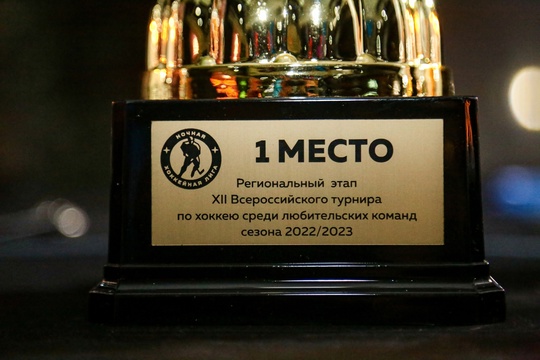 НОЧНАЯ
ХОККЕЙНАЯ ЛИГА
1 МЕСТО
Региональный этап
XII Всероссийского турнира
по хоккею среди любительских команд
сезона 2022/2023